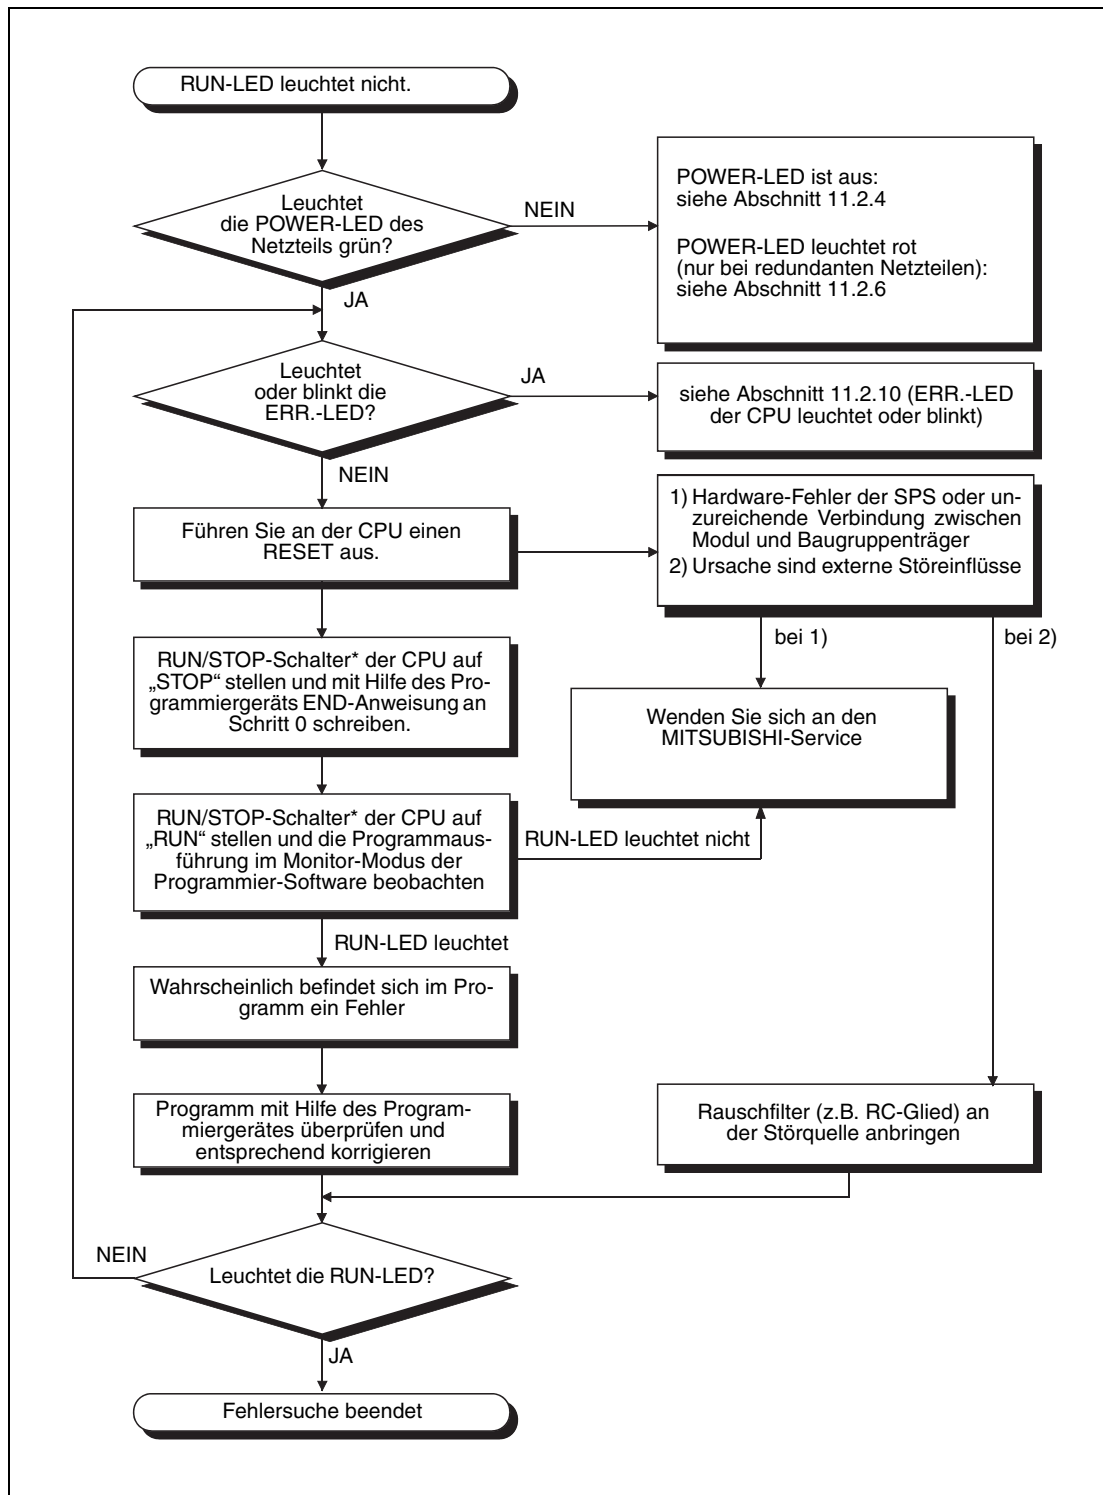 RUN-LED leuchtet nicht.
Leuchtet
die POWER-LED des
Netzteils grün?
NEIN
POWER-LED ist aus:
siehe Abschnitt 11.2.4
POWER-LED leuchtet rot
(nur bei redundanten Netzteilen):
siehe Abschnitt 11.2.6
JA
Leuchtet
oder blinkt die
ERR.-LED?
JA
siehe Abschnitt 11.2.10 (ERR.-LED
der CPU leuchtet oder blinkt)
NEIN
Führen Sie an der CPU einen
RESET aus.
1) Hardware-Fehler der SPS oder un-
zureichende Verbindung zwischen
Modul und Baugruppenträger
2) Ursache sind externe Störeinflüsse
bei 1)
bei 2)
RUN/STOP-Schalter* der CPU auf
„STOP“ stellen und mit Hilfe des Pro-
grammiergeräts END-Anweisung an
Schritt 0 schreiben.
Wenden Sie sich an den
MITSUBISHI-Service
RUN/STOP-Schalter* der CPU auf
„RUN“ stellen und die Programmaus-
führung im Monitor-Modus der
Programmier-Software beobachten
RUN-LED leuchtet nicht
RUN-LED leuchtet
Wahrscheinlich befindet sich im Pro-
gramm ein Fehler
Programm mit Hilfe des Program-
miergerätes überprüfen und
entsprechend korrigieren
Rauschfilter (z.B. RC-Glied) an
der Störquelle anbringen
NEIN
Leuchtet die RUN-LED?
JA
Fehlersuche beendet